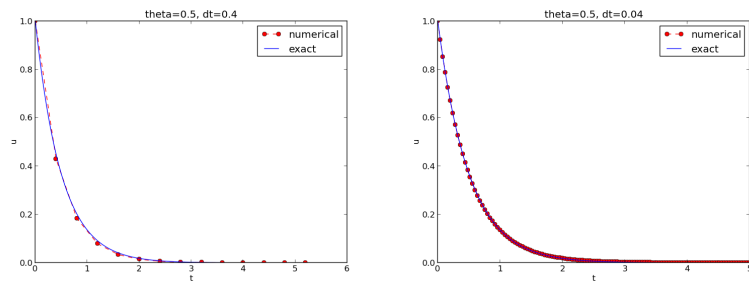 theta=0.5, dt=0.4
1.0
0.8
0.6
0.4
0.2
0.0
u
0 1 2 3 4 5 6
t
numerical
exact
theta=0.5, dt=0.04
1.0
0.8
0.6
0.4
0.2
0.0
u
0 1 2 3 4 5
t
numerical
exact